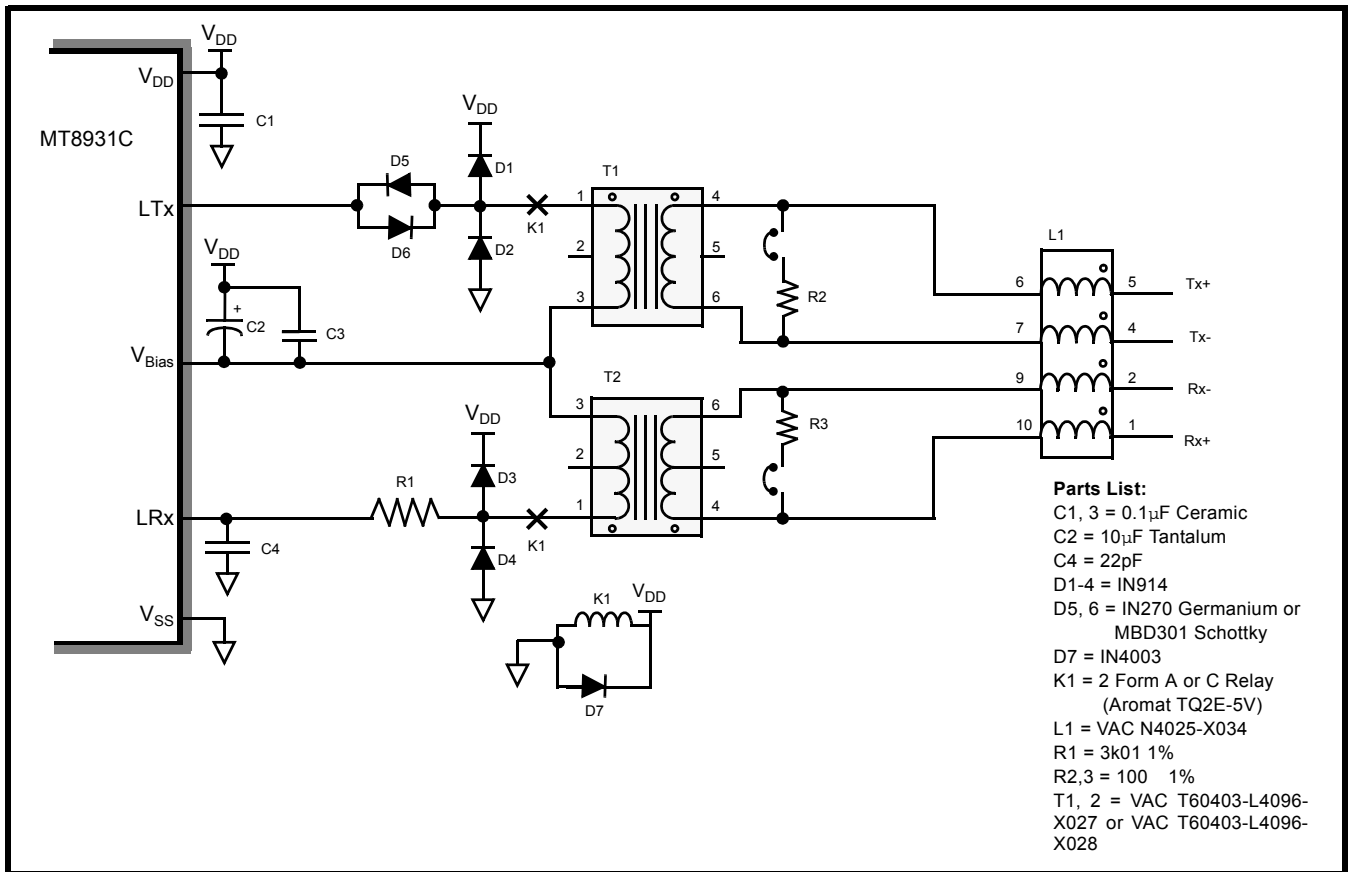 VDD
VDD
MT8931C
C1
VDD
D5
D1
T1
LTx
D6
K1
D2
1
2
3
4
5
6
VDD
+
C2
C3
R2
L1
6
5
Tx+
7
4
Tx-
9
2
Rx-
10
1
Rx+
VBias
T2
VDD
3
2
1
6
5
4
R3
D3
R1
LRx
C4
K1
D4
VSS
K1
VDD
D7
Parts List:
C1, 3 = 0.1μF Ceramic
C2 = 10μF Tantalum
C4 = 22pF
D1-4 = IN914
D5, 6 = IN270 Germanium or
MBD301 Schottky
D7 = IN4003
K1 = 2 Form A or C Relay
(Aromat TQ2E-5V)
L1 = VAC N4025-X034
R1 = 3k01 1%
R2,3 = 100 1%
T1, 2 = VAC T60403-L4096-
X027 or VAC T60403-L4096-
X028